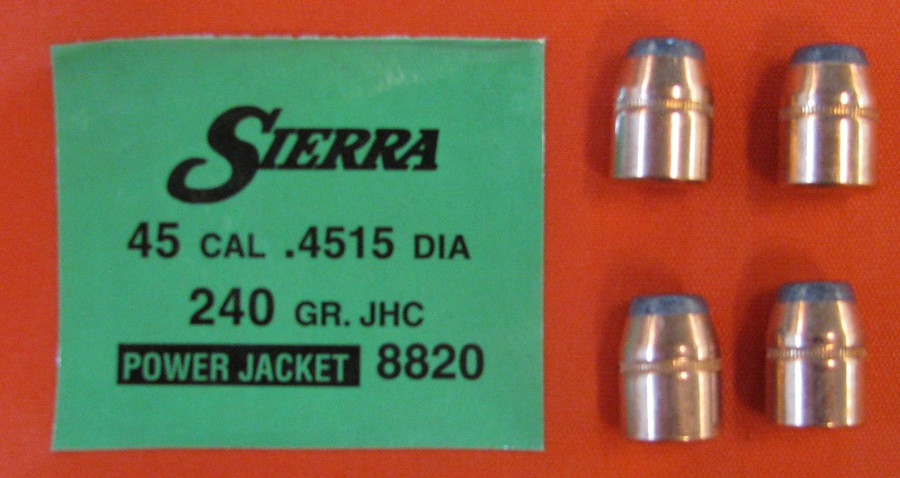 SIERRA
45 CAL .4515 DIA
240 GR. JHC
POWER JACKET 8820